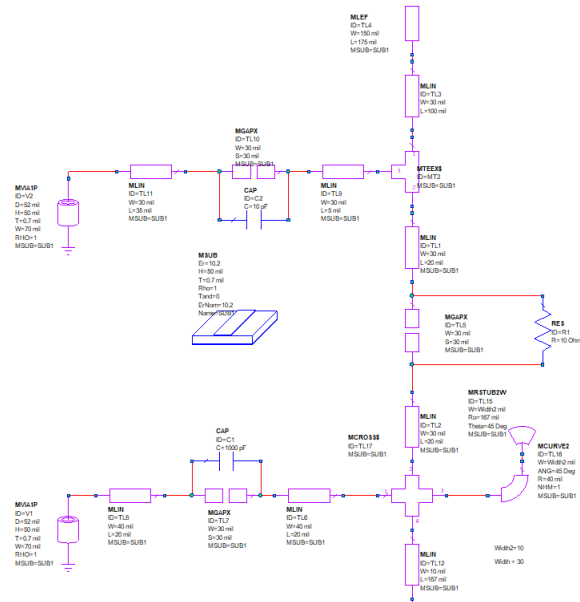 MLEF
ID=TL4
W=150 mil
L=175 mil
MSUB=SUB1
MLIN
ID=TL3
W=30 mil
L=100 mil
MSUB=SUB1
MGAPX
ID=TL10
W=30 mil
S=30 mil
MSUB=SUB1
CAP
ID=C2
C=10 pF
MLIN
ID=TL11
W=30 mil
L=35 mil
MSUB=SUB1
MLIN
ID=TL9
W=30 mil
L=5 mil
MSUB=SUB1
1
3
2
MTEEX$
ID=MT2
MSUB=SUB1
MVIA1P
ID=V2
D=52 mil
H=50 mil
T=0.7 mil
W=70 mil
RHO=1
MSUB=SUB1
MLIN
ID=TL1
W=30 mil
L=20 mil
MSUB=SUB1
MSUB
Er=10.2
H=50 mil
T=0.7 mil
Rho=1
Tand=0
ErNom=10.2
Name=SUB1
MGAPX
ID=TL5
W=30 mil
S=30 mil
MSUB=SUB1
RES
ID=R1
R=10 Ohm
MRSTUB2W
ID=TL15
W=Width2 mil
Ro=167 mil
Theta=45 Deg
MSUB=SUB1
MLIN
ID=TL2
W=30 mil
L=20 mil
MSUB=SUB1
MCURVE2
ID=TL16
W=Width2 mil
ANG=45 Deg
R=40 mil
NHM=1
MSUB=SUB1
CAP
ID=C1
C=1000 pF
MCROSS$
ID=TL17
MSUB=SUB1
2
1
3
4
MVIA1P
ID=V1
D=52 mil
H=50 mil
T=0.7 mil
W=70 mil
RHO=1
MSUB=SUB1
MLIN
ID=TL8
W=40 mil
L=20 mil
MSUB=SUB1
MGAPX
ID=TL7
W=30 mil
S=30 mil
MSUB=SUB1
MLIN
ID=TL6
W=40 mil
L=20 mil
MSUB=SUB1
MLIN
ID=TL12
W=10 mil
L=167 mil
MSUB=SUB1
Width2=10
Width = 30